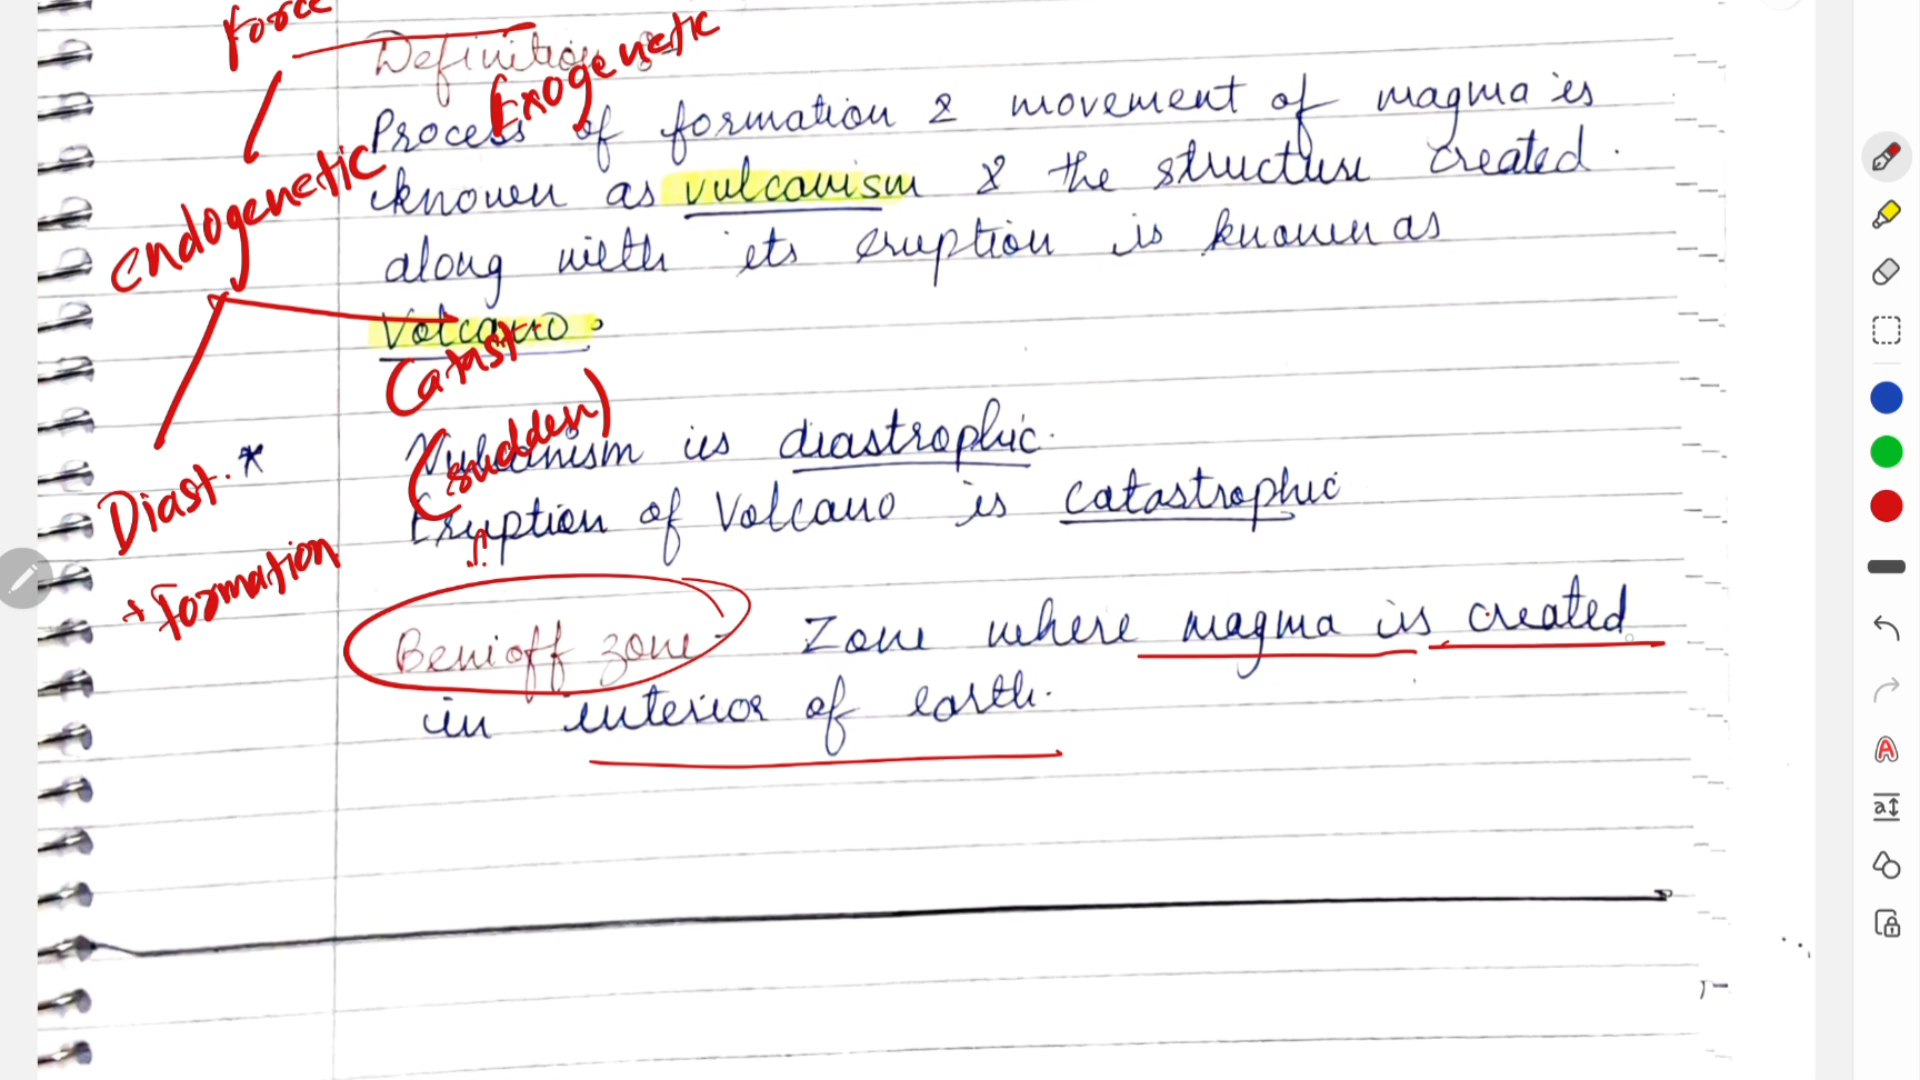 force
Definition :-
Exogenetic
Process of formation & movement of magma is
known as vulcanism & the structure created
endogenetic
along with its eruption is known as
Volcano.
Catast
(sudden)
Vulcanism is diastrophic.
Diast. *
Eruption of Volcano is catastrophic
+ Formation
Benioff zone - Zone where magma is created
in interior of earth.